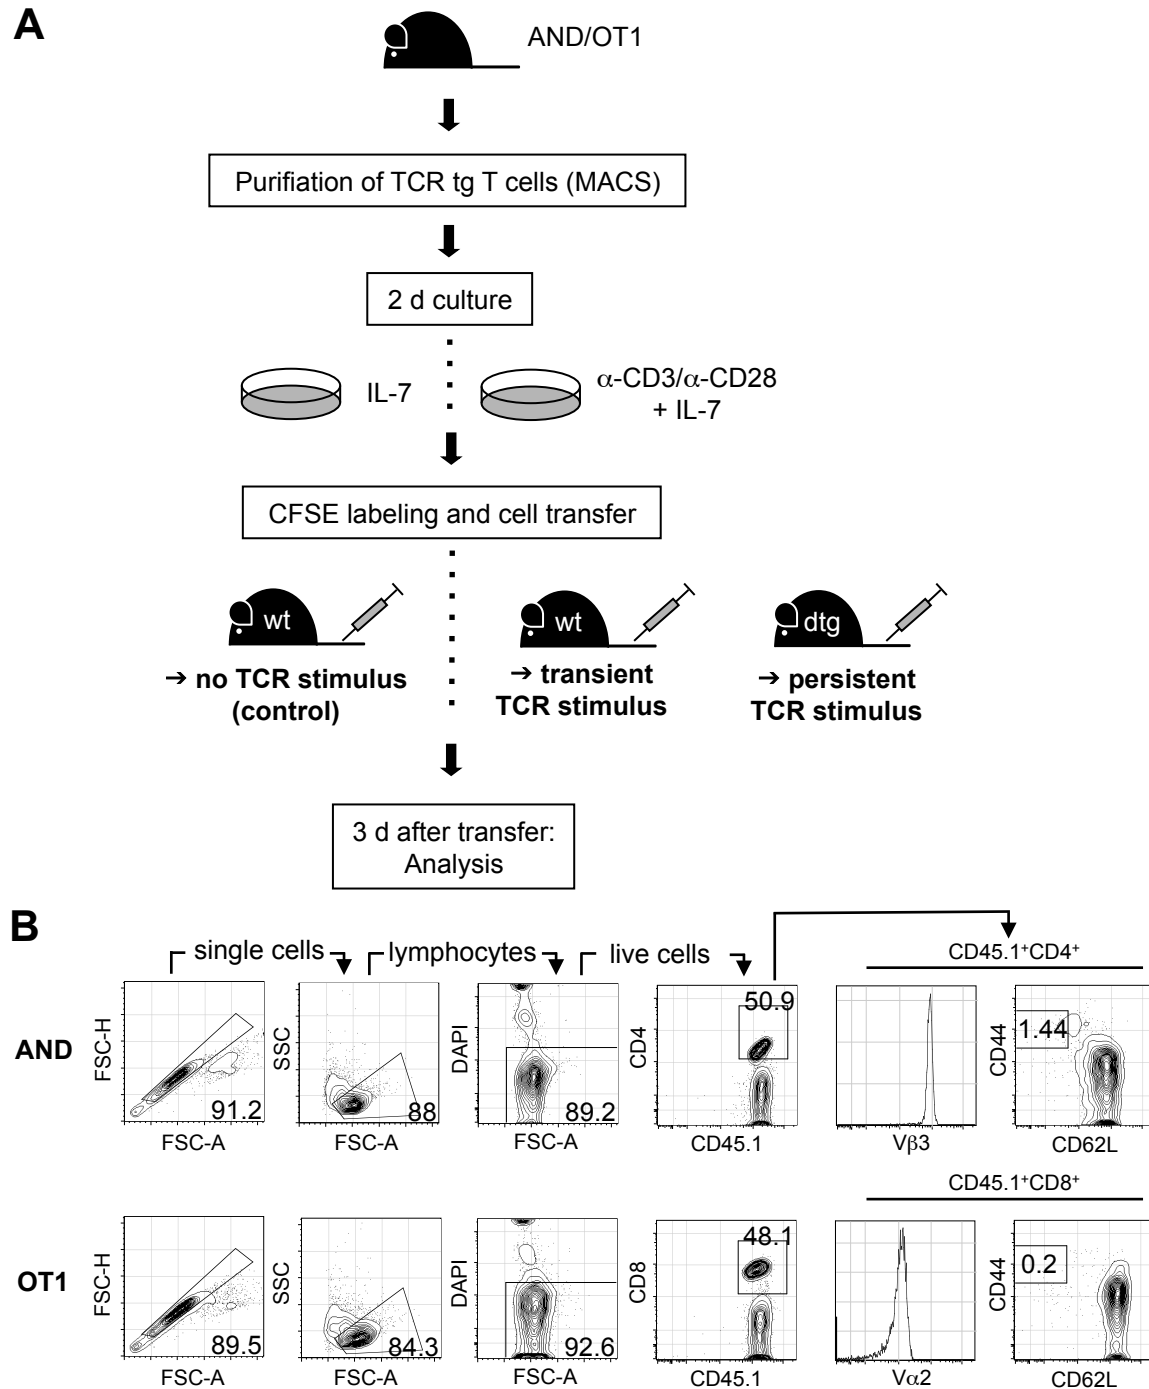 A
AND/OT1
Purifiation of TCR tg T cells (MACS)
2 d culture
IL-7
α-CD3/α-CD28
+ IL-7
CFSE labeling and cell transfer
wt
wt
dtg
→ no TCR stimulus
(control)
→ transient
TCR stimulus
→ persistent
TCR stimulus
3 d after transfer:
Analysis
B
single cells
lymphocytes
live cells
CD45.1⁺CD4⁺
AND
FSC-H
91.2
FSC-A
SSC
88
FSC-A
DAPI
89.2
FSC-A
CD4
50.9
CD45.1
Vβ3
CD44
1.44
CD62L
CD45.1⁺CD8⁺
OT1
FSC-H
89.5
FSC-A
SSC
84.3
FSC-A
DAPI
92.6
FSC-A
CD8
48.1
CD45.1
Vα2
CD44
0.2
CD62L